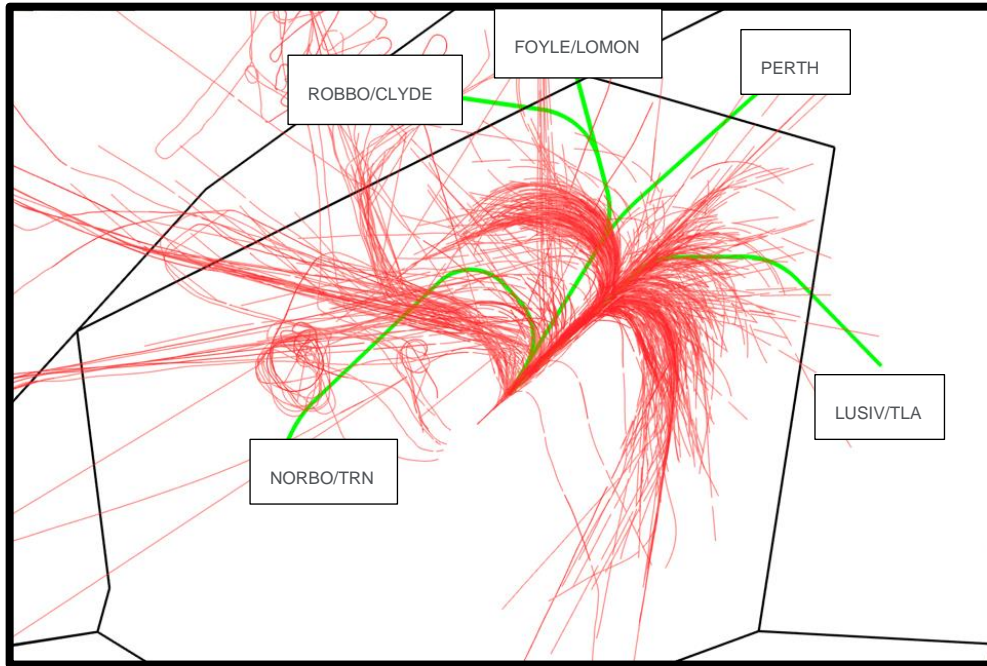 FOYLE/LOMON
PERTH
ROBBO/CLYDE
LUSIV/TLA
NORBO/TRN